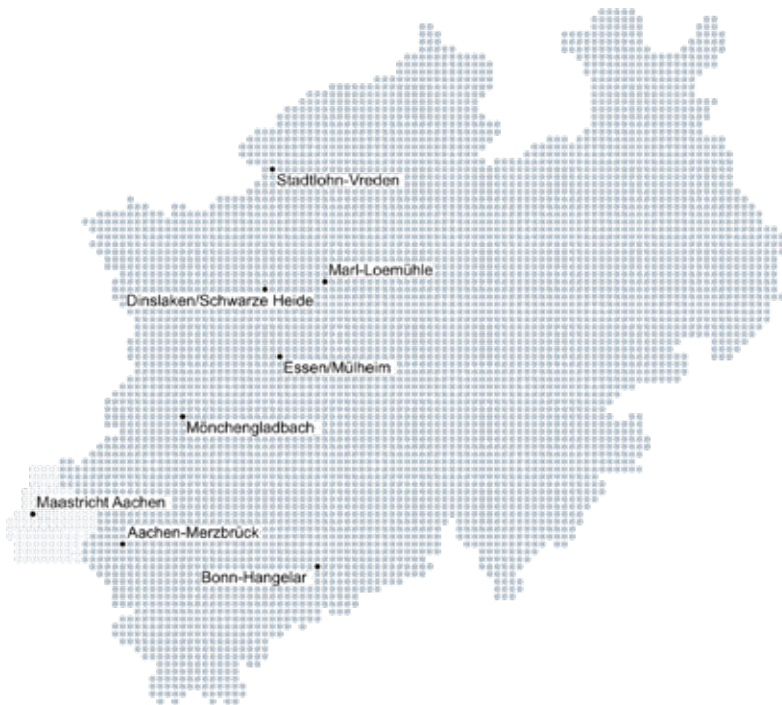 Stadtlohn-Vreden
Marl-Loemühle
Dinslaken/Schwarze Heide
Essen/Mülheim
Mönchengladbach
Maastricht Aachen
Aachen-Merzbrück
Bonn-Hangelar